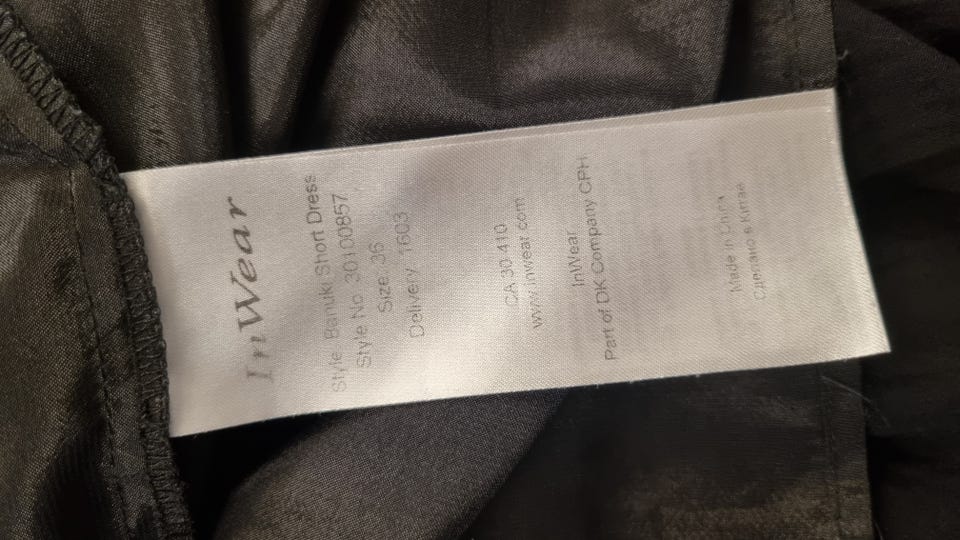 InWear
Style Banuki Short Dress
Style No 30100857
Size 36
Delivery 1603
CA 30 410
www.inwear.com
InWear
Part of DK Company CPH
Made in China
Сделано в Китае